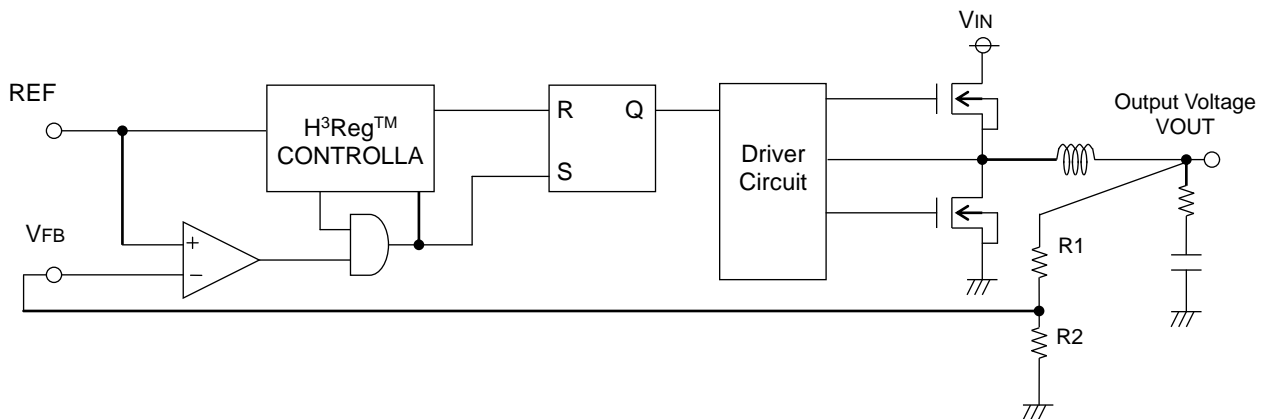 VIN
REF
H³Reg™
CONTROLLA
R
Q
S
Driver
Circuit
Output Voltage
VOUT
VFB
+
−
R1
R2